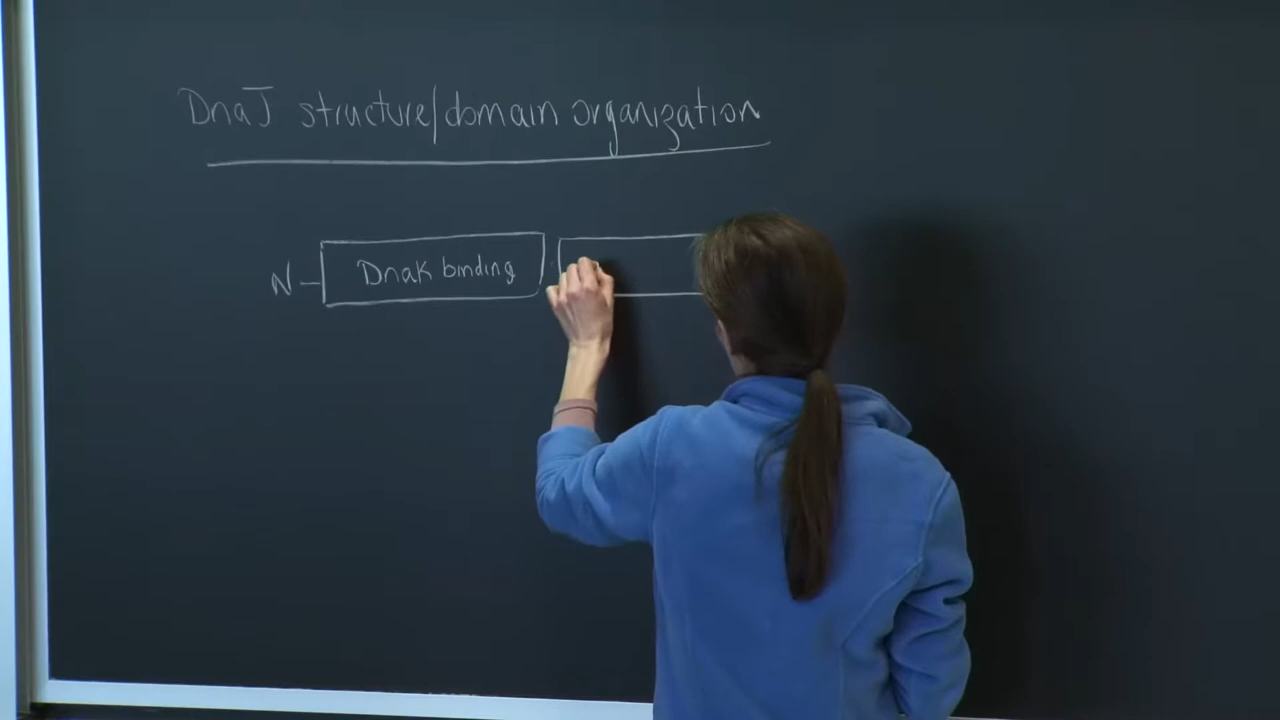 DnaJ structure/domain organization
N- DnaK binding